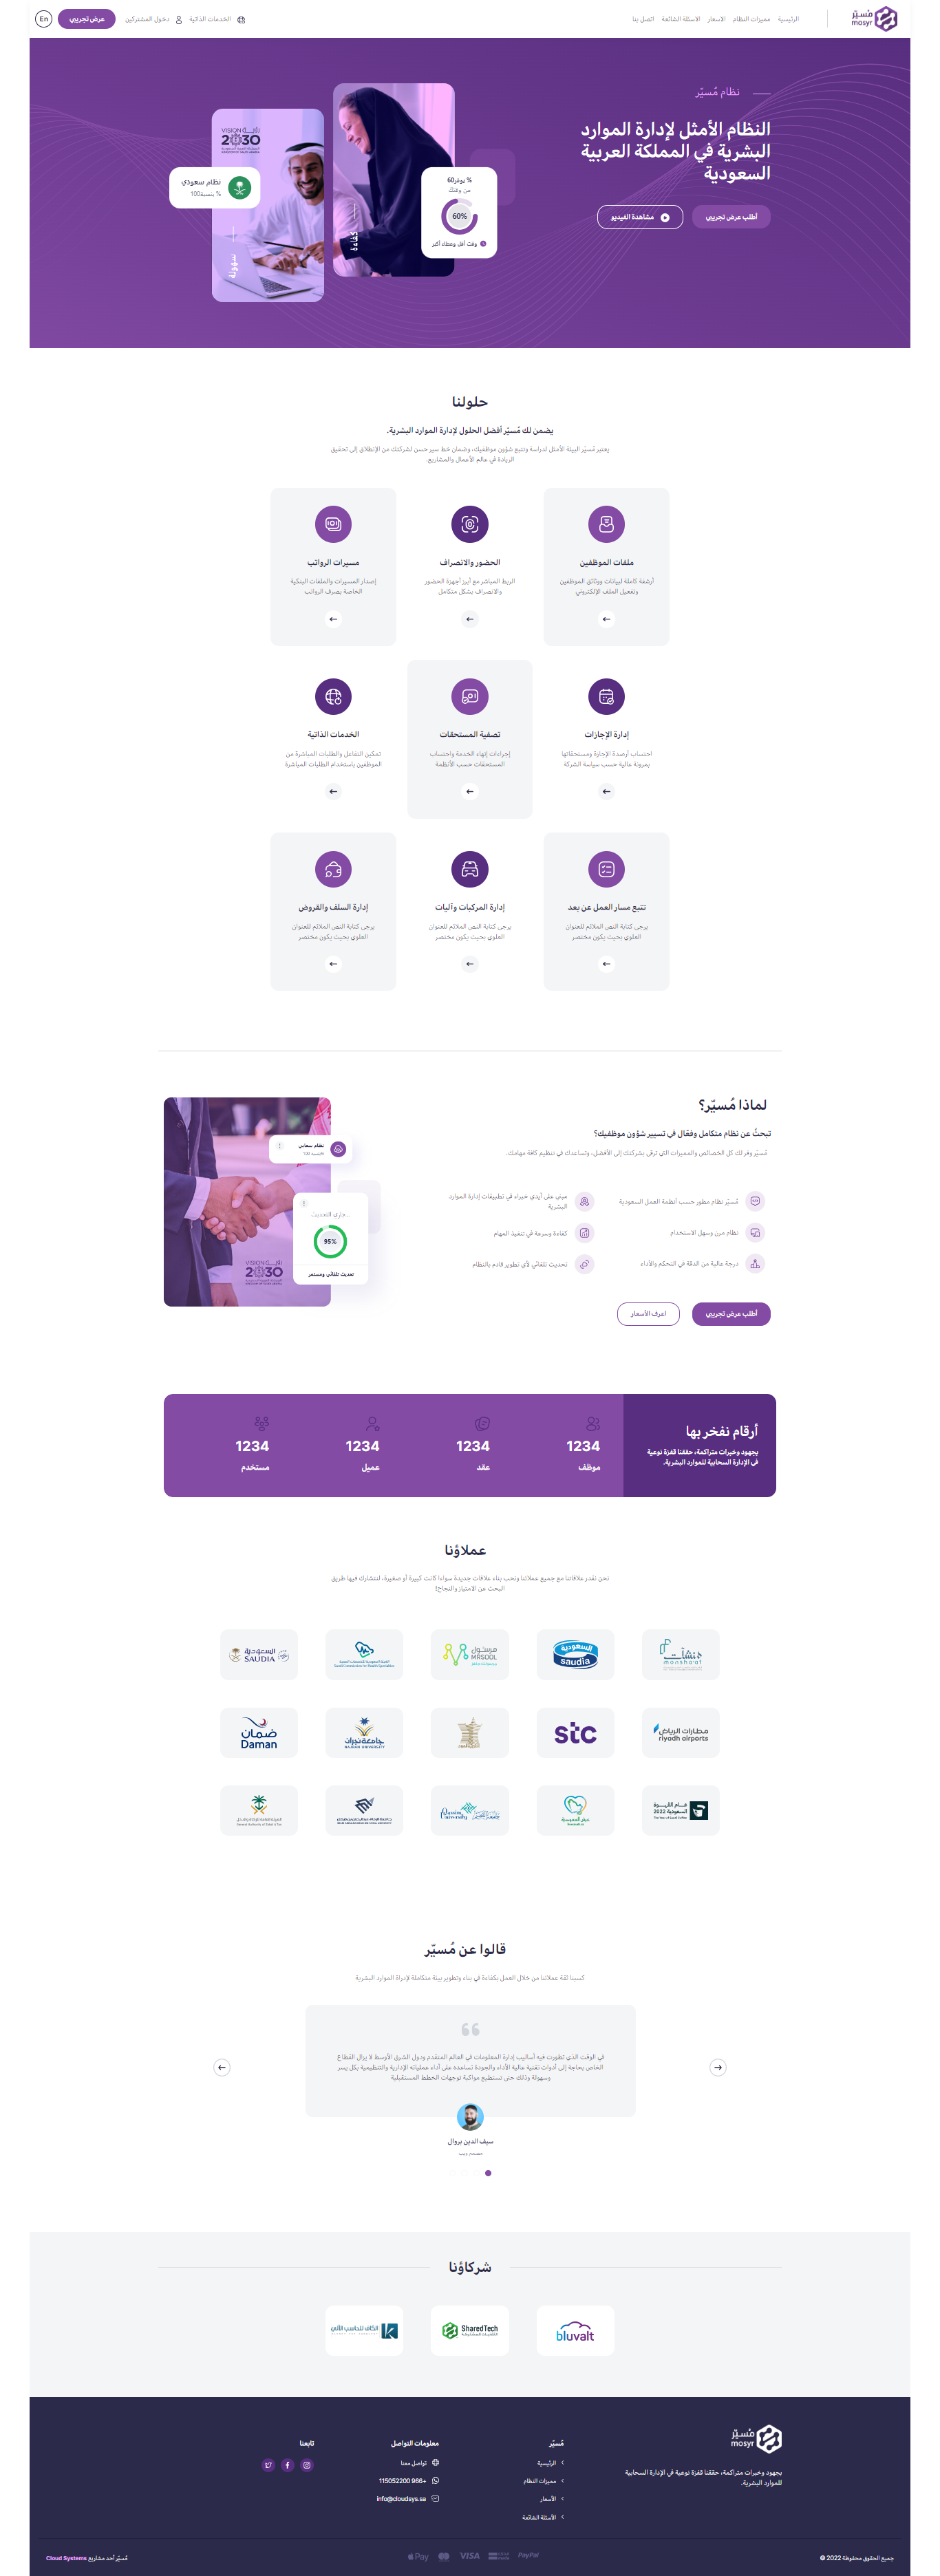 مُسيّر
mosyr
الرئيسية
مميزات النظام
الأسعار
الاسئلة الشائعة
اتصل بنا
الخدمات الذاتية
دخول المشتركين
عرض تجريبي
En
نظام مُسيّر
النظام الأمثل لإدارة الموارد
البشرية في المملكة العربية
السعودية
أطلب عرض تجريبي
مشاهدة الفيديو
% يوفر60
من وقتك
60%
وقت أقل وعطاء أكبر
كفاءة
VISION رؤيــة
2030
نظام سعودي
% بنسبة100
سهولة
حلولنا
يضمن لك مُسيّر أفضل الحلول لإدارة الموارد البشرية.
يعتبر مُسيّر البيئة الأمثل لدراسة وتتبع شؤون موظفيك، وضمان خط سير حسن لشركتك من الإنطلاق إلى تحقيق
الريادة في عالم الأعمال والمشاريع.
ملفات الموظفين
أرشفة كاملة لبيانات ووثائق الموظفين
وتفعيل الملف الإلكتروني
الحضور والانصراف
الربط المباشر مع أبرز أجهزة الحضور
والانصراف بشكل متكامل
مسيرات الرواتب
إصدار المسيرات والملفات البنكية
الخاصة بصرف الرواتب
إدارة الإجازات
احتساب أرصدة الإجازة ومستحقاتها
بمرونة عالية حسب سياسة الشركة
تصفية المستحقات
إجراءات إنهاء الخدمة واحتساب
المستحقات حسب الأنظمة
الخدمات الذاتية
تمكين التفاعل والطلبات المباشرة من
الموظفين باستخدام الطلبات المباشرة
تتبع مسار العمل عن بعد
يرجى كتابة النص الملائم للعنوان
العلوي بحيث يكون مختصر
إدارة المركبات وآليات
يرجى كتابة النص الملائم للعنوان
العلوي بحيث يكون مختصر
إدارة السلف والقروض
يرجى كتابة النص الملائم للعنوان
العلوي بحيث يكون مختصر
لماذا مُسيّر؟
تبحثُ عن نظام متكامل وفعّال في تسيير شؤون موظفيك؟
مُسيّر وفر لك كل الخصائص والمميزات التي ترقى بشركتك إلى الأفضل، وتساعدك في تنظيم كافة مهامك.
مُسيّر نظام مطور حسب أنظمة العمل السعودية
مبني على أيدي خبراء في تطبيقات إدارة الموارد
البشرية
نظام مرن وسهل الاستخدام
كفاءة وسرعة في تنفيذ المهام
درجة عالية من الدقة في التحكم والأداء
تحديث تلقائي لأي تطوير قادم بالنظام
أطلب عرض تجريبي
اعرف الأسعار
نظام سحابي
%بنسبة 100
جاري التحديث...
95%
تحديث تلقائي ومستمر
VISION رؤيــة
2030
أرقام نفخر بها
بجهود وخبرات متراكمة، حققنا قفزة نوعية
في الإدارة السحابية للموارد البشرية.
1234
موظف
1234
عقد
1234
عميل
1234
مستخدم
عملاؤنا
نحن نقدر علاقاتنا مع جميع عملائنا ونحب بناء علاقات جديدة سواءا كانت كبيرة أو صغيرة، لنتشارك فيها طريق
البحث عن الامتياز والنجاح!
منشآت
monsha'at
السعودية
saudia
مرسول
MRSOOL
السعودية
SAUDIA
مطارات الرياض
riyadh airports
stc
جامعة نجران
NAJRAN UNIVERSITY
ضمان
Daman
عــام القهــوة
السعودية 2022
Qassim
University
قالوا عن مُسيّر
كسبنا ثقة عملائنا من خلال العمل بكفاءة في بناء وتطوير بيئة متكاملة لإدراة الموارد البشرية
في الوقت الذي تطورت فيه أساليب إدارة المعلومات في العالم المتقدم ودول الشرق الأوسط لا يزال القطاع
الخاص بحاجة إلى أدوات تقنية عالية الأداء والجودة تساعده على أداء عملياته الإدارية والتنظيمية بكل يسر
وسهولة وذلك حتى تستطيع مواكبة توجهات الخطط المستقبلية
سيف الدين بروال
مصمم ويب
شركاؤنا
bluvalt
SharedTech
الكاف للحاسب الآلي
مُسيّر
mosyr
بجهود وخبرات متراكمة، حققنا قفزة نوعية في الإدارة السحابية
للموارد البشرية.
مُسيّر
الرئيسية
مميزات النظام
الأسعار
الأسئلة الشائعة
معلومات التواصل
تواصل معنا
115052200 966+
info@cloudsys.sa
تابعنا
جميع الحقوق محفوظة 2022 ©
PayPal
VISA
Pay
مُسيّر أحد مشاريع Cloud Systems